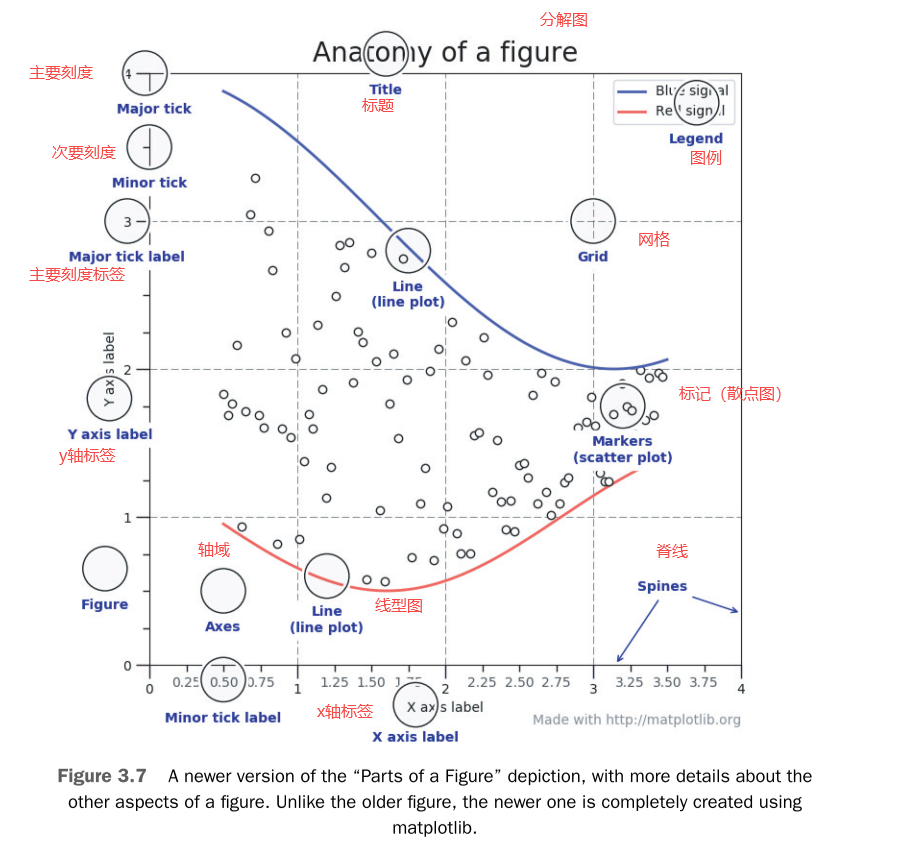 分解图
Anatomy of a figure
主要刻度
4
Major tick
Title
标题
Blue signal
Red signal
Legend
图例
次要刻度
Minor tick
3
Major tick label
主要刻度标签
Grid
网格
Line
(line plot)
Y axis label
2
Y axis label
y轴标签
标记（散点图）
Markers
(scatter plot)
1
轴域
脊线
Figure
Axes
Line
(line plot)
线型图
Spines
0
0
0.25
0.50
0.75
1
1.25
1.50
1.75
2
2.25
2.50
2.75
3
3.25
3.50
3.75
4
Minor tick label
x轴标签
X axis label
X axis label
Made with http://matplotlib.org
Figure 3.7 A newer version of the “Parts of a Figure” depiction, with more details about the
other aspects of a figure. Unlike the older figure, the newer one is completely created using
matplotlib.